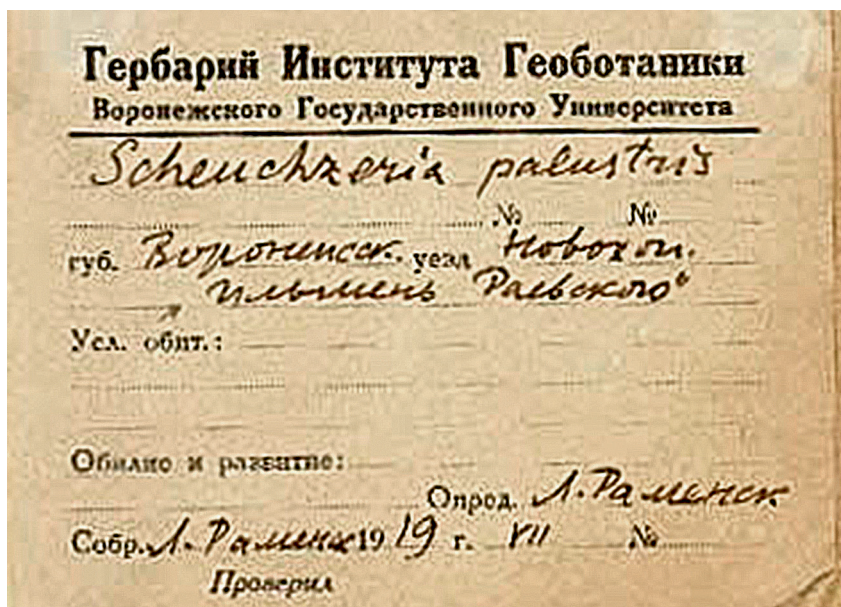 Гербарий Института Геоботаники
Воронежского Государственного Университета
Scheuchzeria palustris
№ №
губ. Воронежск. уезд Новохоп.
"Ильмень Раевского"
Усл. обит.:
Обилие и развитие:
Опред. Л. Раменск
Собр. Л. Раменск 1919 г. VII №
Проверил